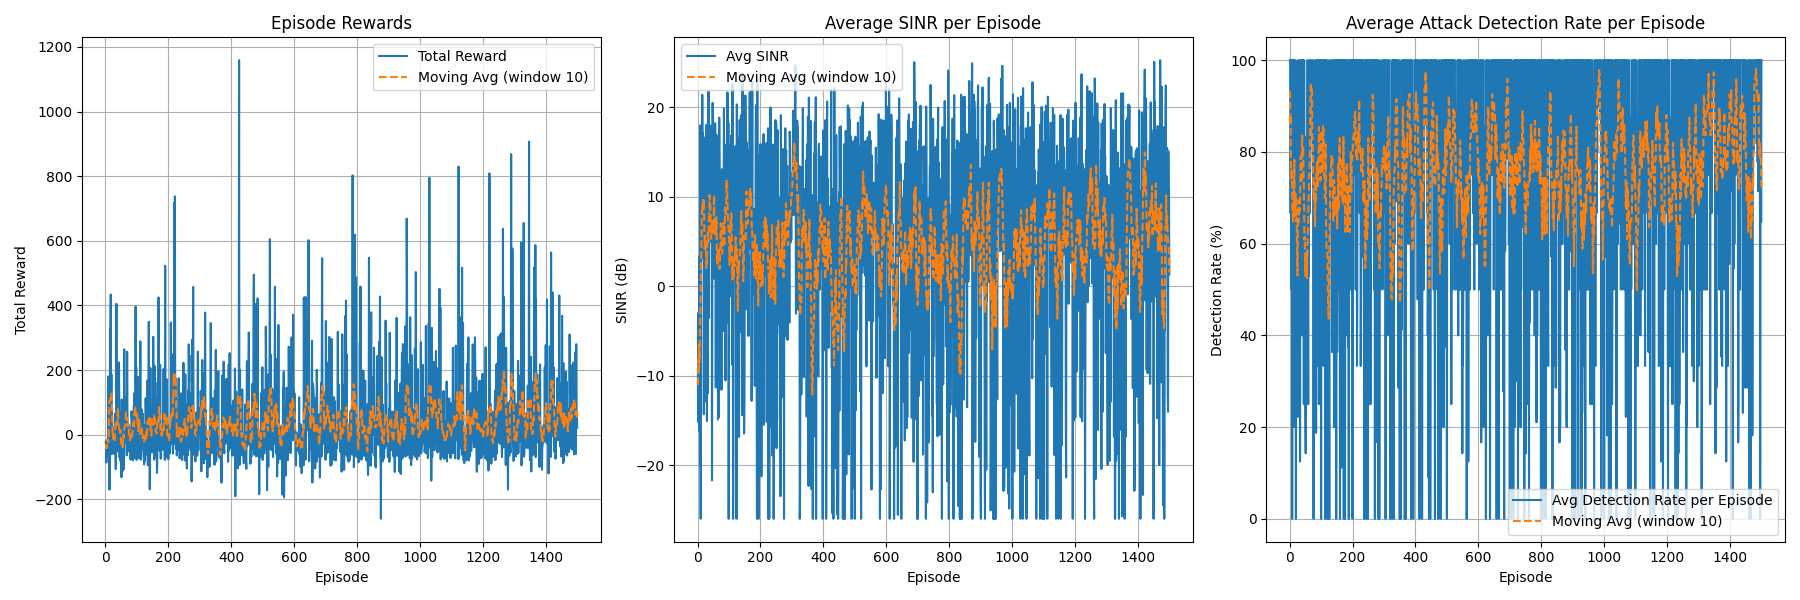 Episode Rewards
Total Reward
Moving Avg (window 10)
1200
1000
800
600
400
200
0
−200
Total Reward
0 200 400 600 800 1000 1200 1400
Episode
Average SINR per Episode
Avg SINR
Moving Avg (window 10)
20
10
0
−10
−20
SINR (dB)
0 200 400 600 800 1000 1200 1400
Episode
Average Attack Detection Rate per Episode
100
80
60
40
20
0
Detection Rate (%)
Avg Detection Rate per Episode
Moving Avg (window 10)
0 200 400 600 800 1000 1200 1400
Episode